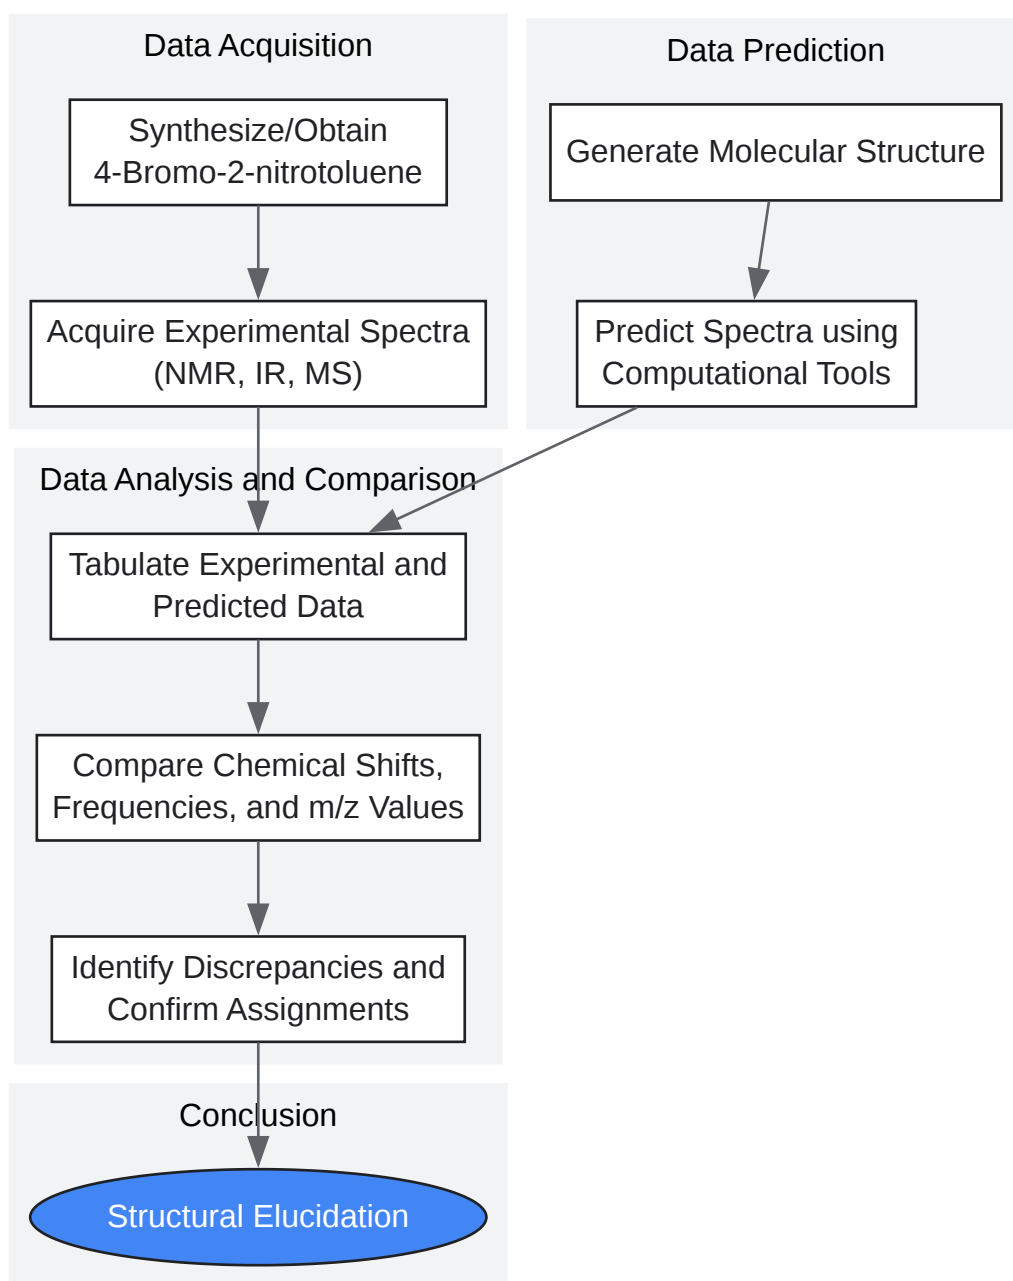 Data Acquisition
Synthesize/Obtain
4-Bromo-2-nitrotoluene
Acquire Experimental Spectra
(NMR, IR, MS)
Data Prediction
Generate Molecular Structure
Predict Spectra using
Computational Tools
Data Analysis and Comparison
Tabulate Experimental and
Predicted Data
Compare Chemical Shifts,
Frequencies, and m/z Values
Identify Discrepancies and
Confirm Assignments
Conclusion
Structural Elucidation